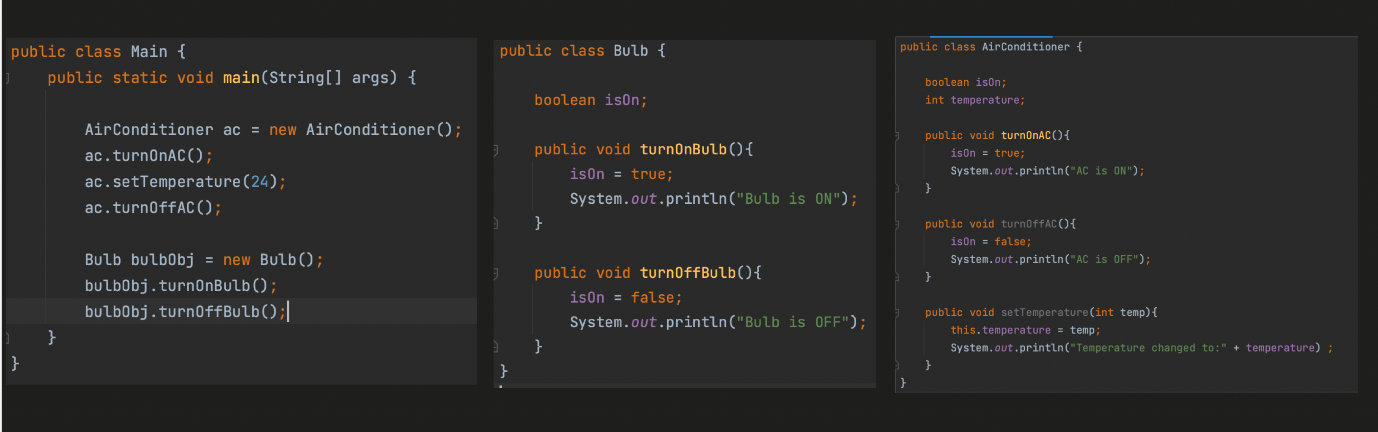 public class Main {
public static void main(String[] args) {
AirConditioner ac = new AirConditioner();
ac.turnOnAC();
ac.setTemperature(24);
ac.turnOffAC();
Bulb bulbObj = new Bulb();
bulbObj.turnOnBulb();
bulbObj.turnOffBulb();
}
}
public class Bulb {
boolean isOn;
public void turnOnBulb(){
isOn = true;
System.out.println("Bulb is ON");
}
public void turnOffBulb(){
isOn = false;
System.out.println("Bulb is OFF");
}
}
public class AirConditioner {
boolean isOn;
int temperature;
public void turnOnAC(){
isOn = true;
System.out.println("AC is ON");
}
public void turnOffAC(){
isOn = false;
System.out.println("AC is OFF");
}
public void setTemperature(int temp){
this.temperature = temp;
System.out.println("Temperature changed to:" + temperature) ;
}
}